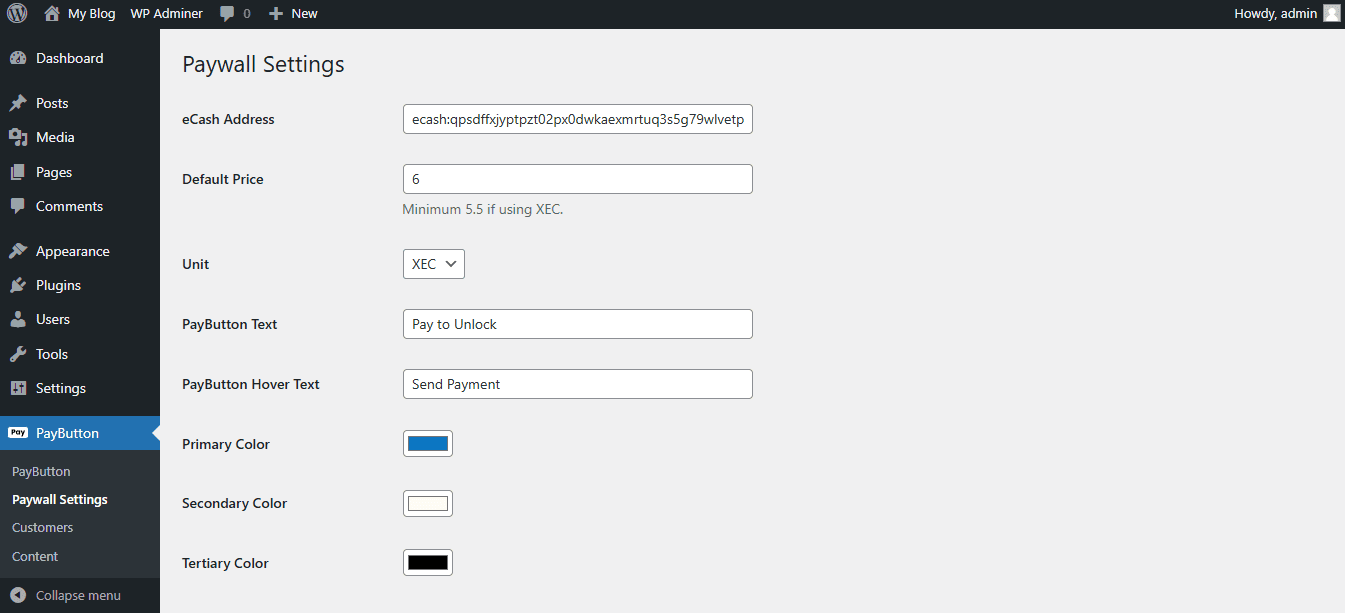 My Blog WP Adminer 0 New Howdy, admin
Dashboard
Posts
Media
Pages
Comments
Appearance
Plugins
Users
Tools
Settings
Pay PayButton
PayButton
Paywall Settings
Customers
Content
Collapse menu
Paywall Settings
eCash Address ecash:qpsdffxjyptpzt02px0dwkaexmrtuq3s5g79wlvetp
Default Price 6
Minimum 5.5 if using XEC.
Unit XEC
PayButton Text Pay to Unlock
PayButton Hover Text Send Payment
Primary Color
Secondary Color
Tertiary Color